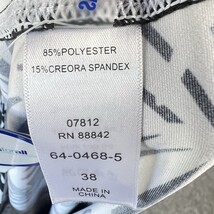 85%POLYESTER
15%CREORA SPANDEX
07812
RN 88842
64-0468-5
38
MADE IN
CHINA